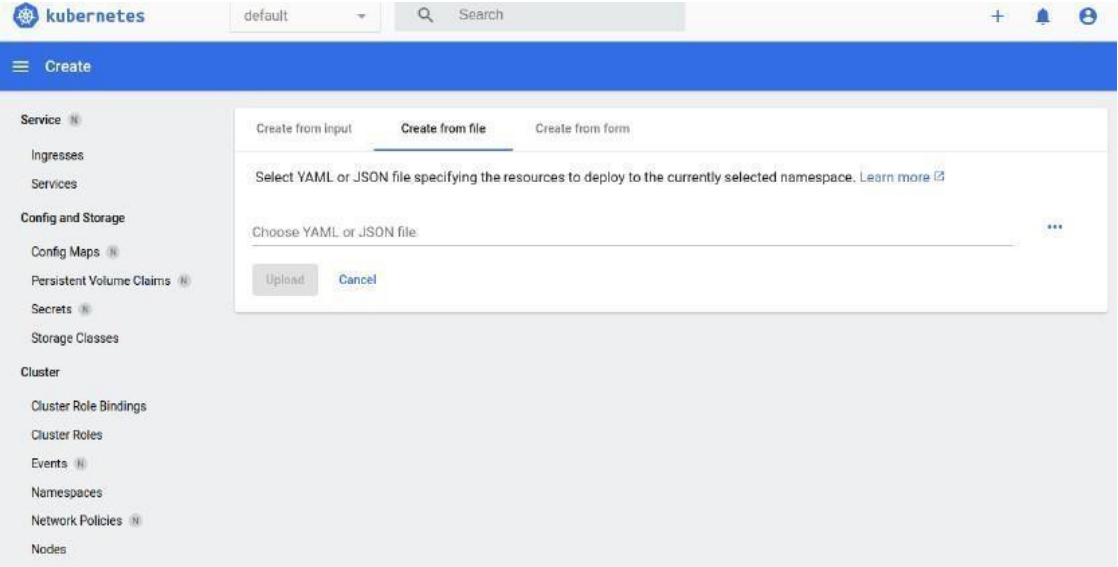 kubernetes
default
Search
Create
Service N
Ingresses
Services
Config and Storage
Config Maps N
Persistent Volume Claims N
Secrets N
Storage Classes
Cluster
Cluster Role Bindings
Cluster Roles
Events N
Namespaces
Network Policies N
Nodes
Create from input
Create from file
Create from form
Select YAML or JSON file specifying the resources to deploy to the currently selected namespace. Learn more
Choose YAML or JSON file
Upload
Cancel